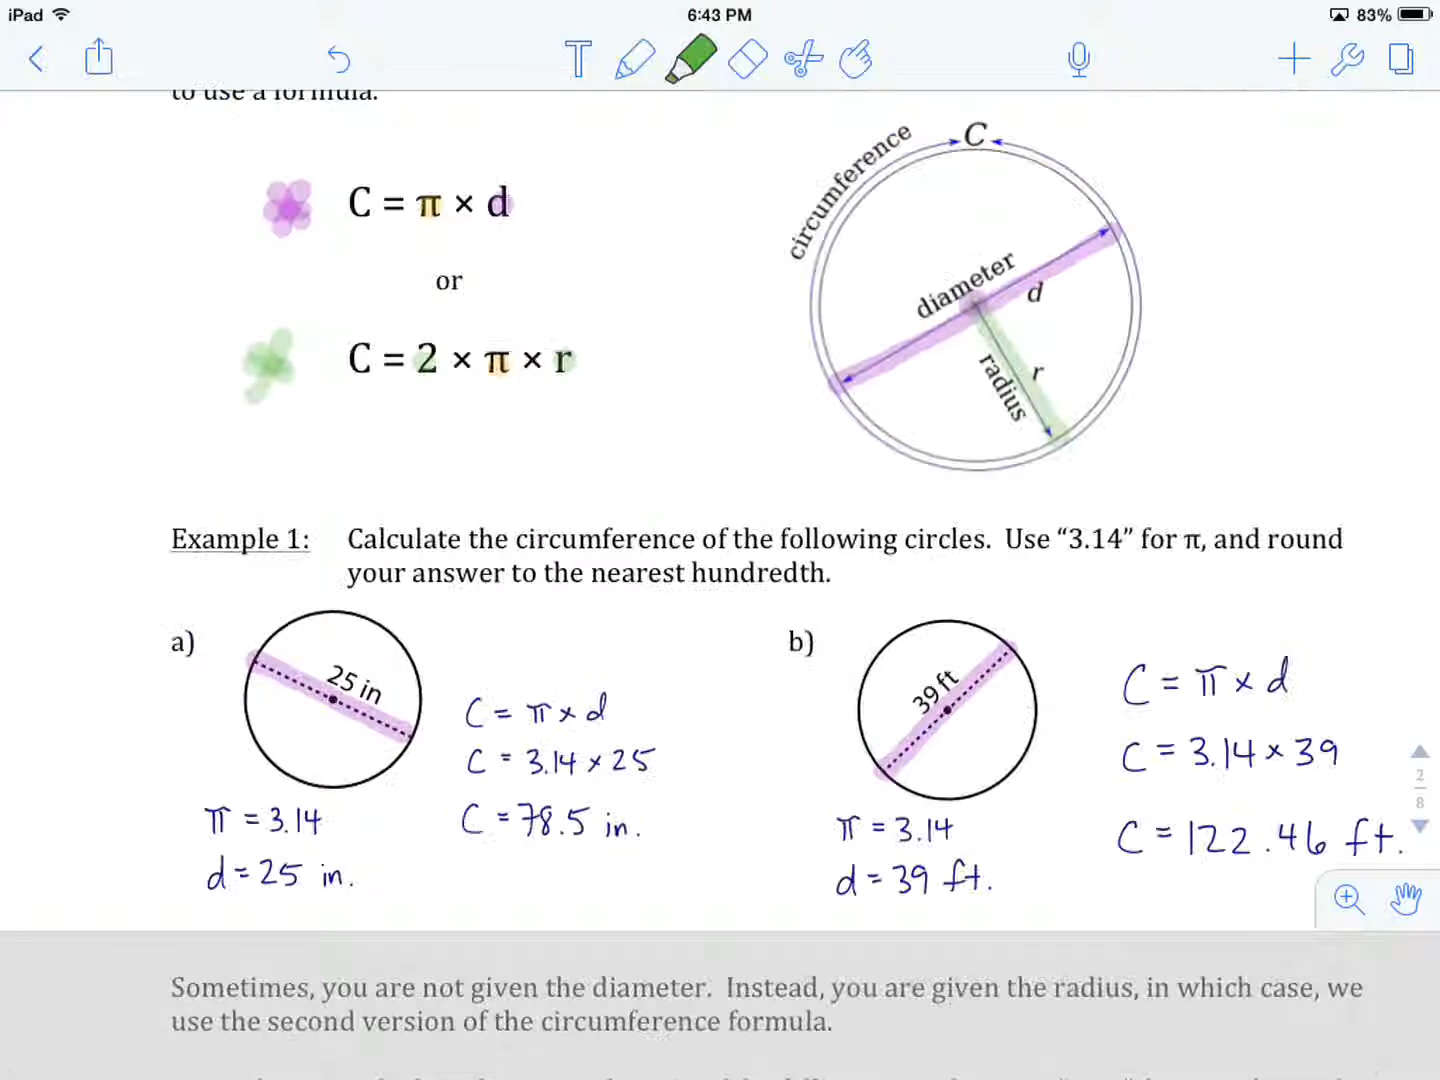 iPad
6:43 PM
83%
T
to use a formula.
C = π × d
or
C = 2 × π × r
circumference
C
diameter
d
radius
r
Example 1: Calculate the circumference of the following circles. Use “3.14” for π, and round
your answer to the nearest hundredth.
a)
25 in
C = π × d
C = 3.14 × 25
C = 78.5 in.
π = 3.14
d = 25 in.
b)
39 ft
C = π × d
C = 3.14 × 39
C = 122.46 ft.
π = 3.14
d = 39 ft.
2
8
Sometimes, you are not given the diameter. Instead, you are given the radius, in which case, we
use the second version of the circumference formula.